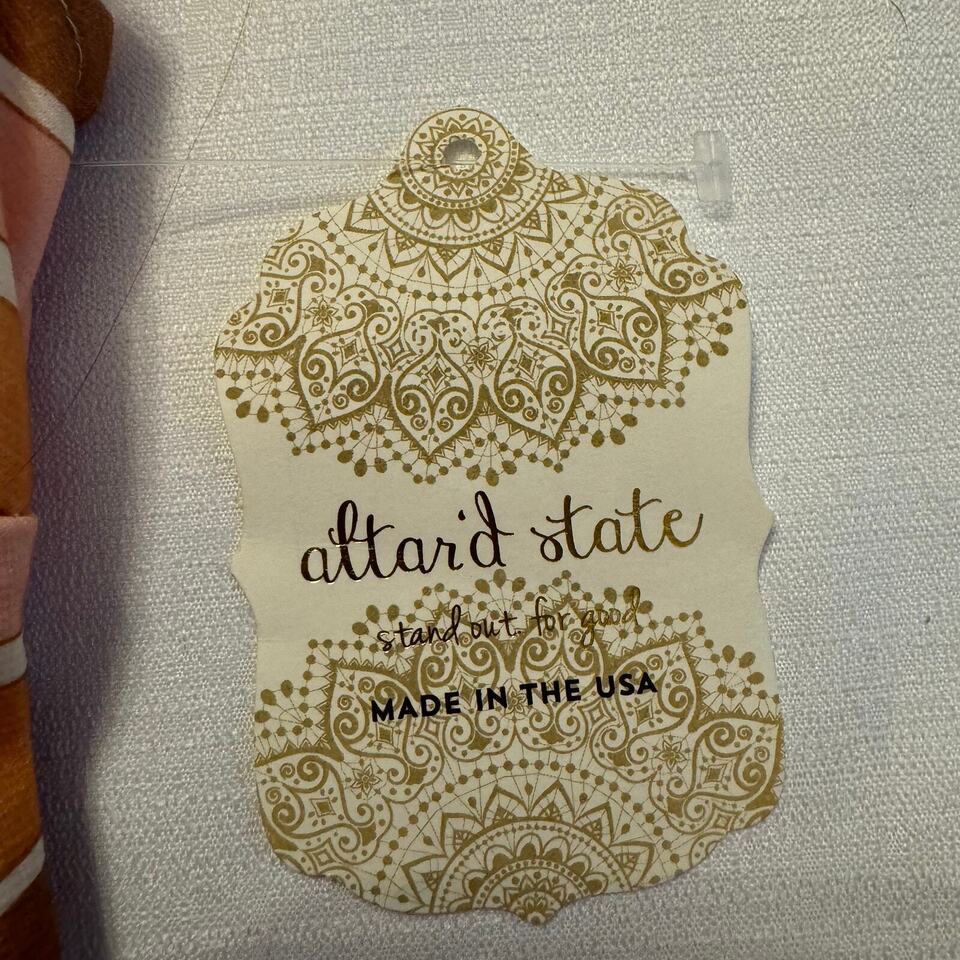 altar'd state
stand out. for good
MADE IN THE USA